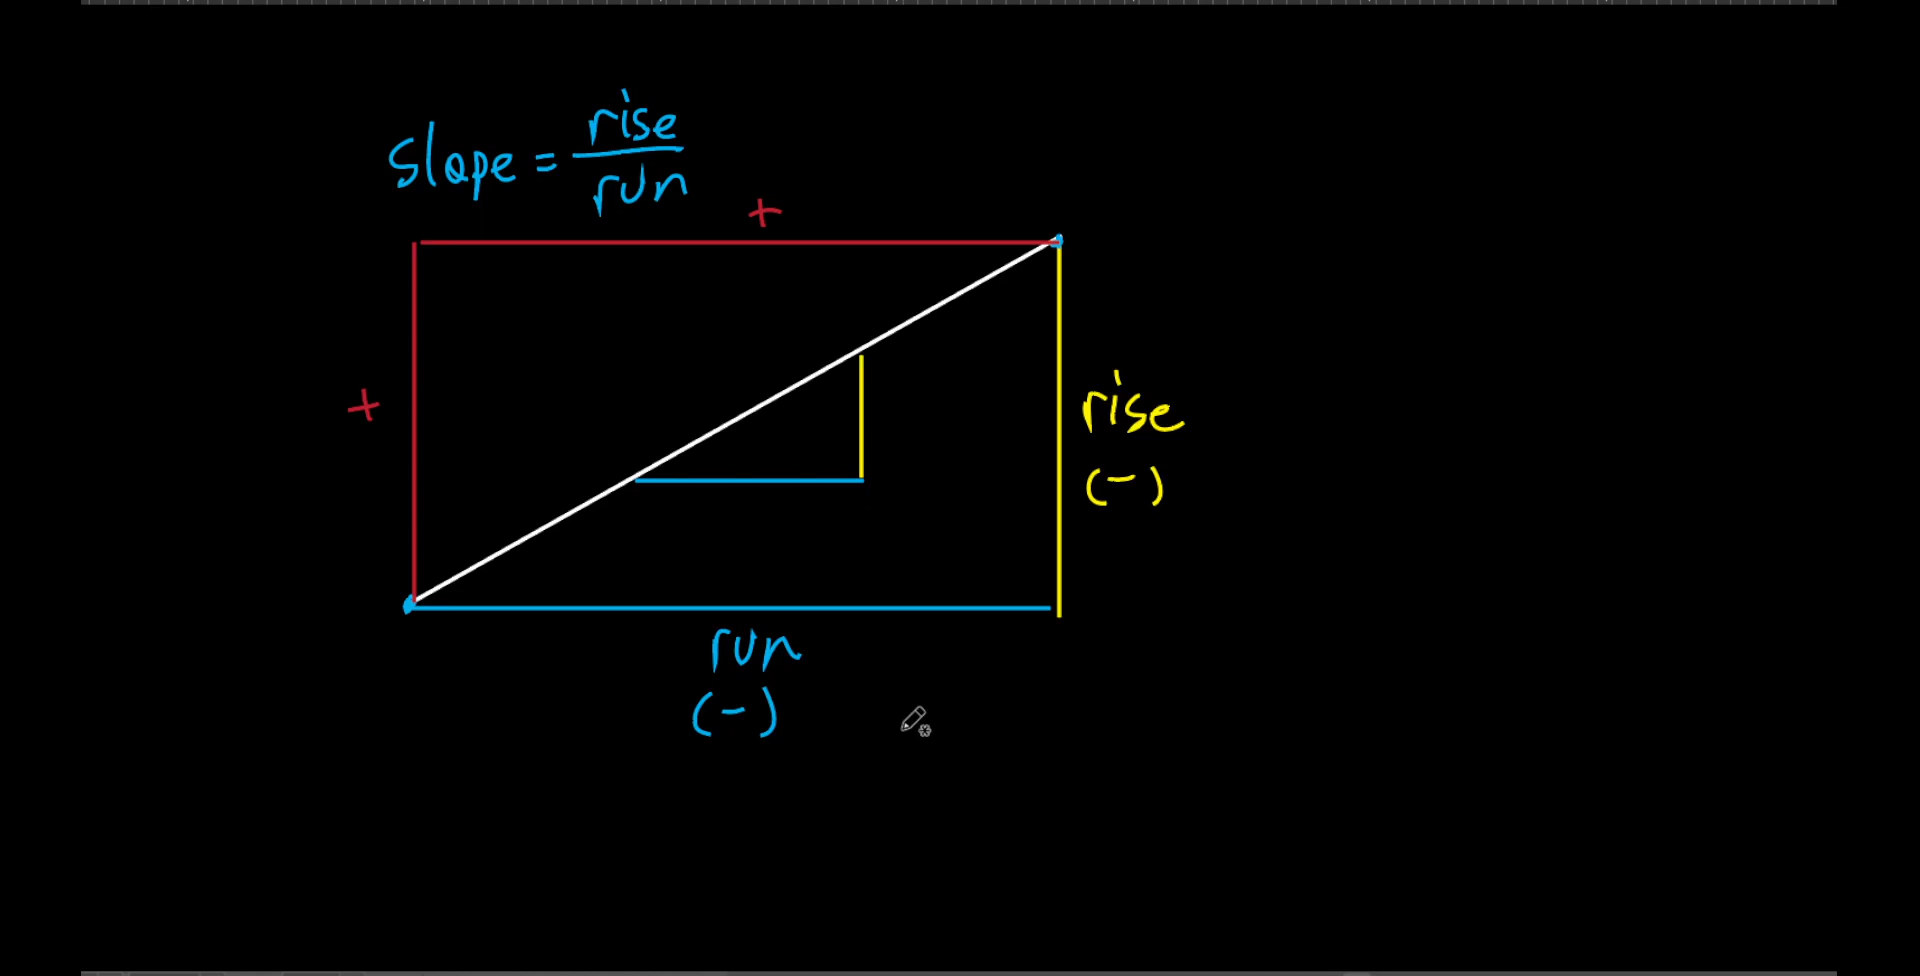 slope = rise/run
+
+
rise
(-)
run
(-)